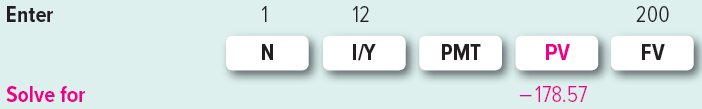 Enter 1 12 200
N I/Y PMT PV FV
Solve for −178.57